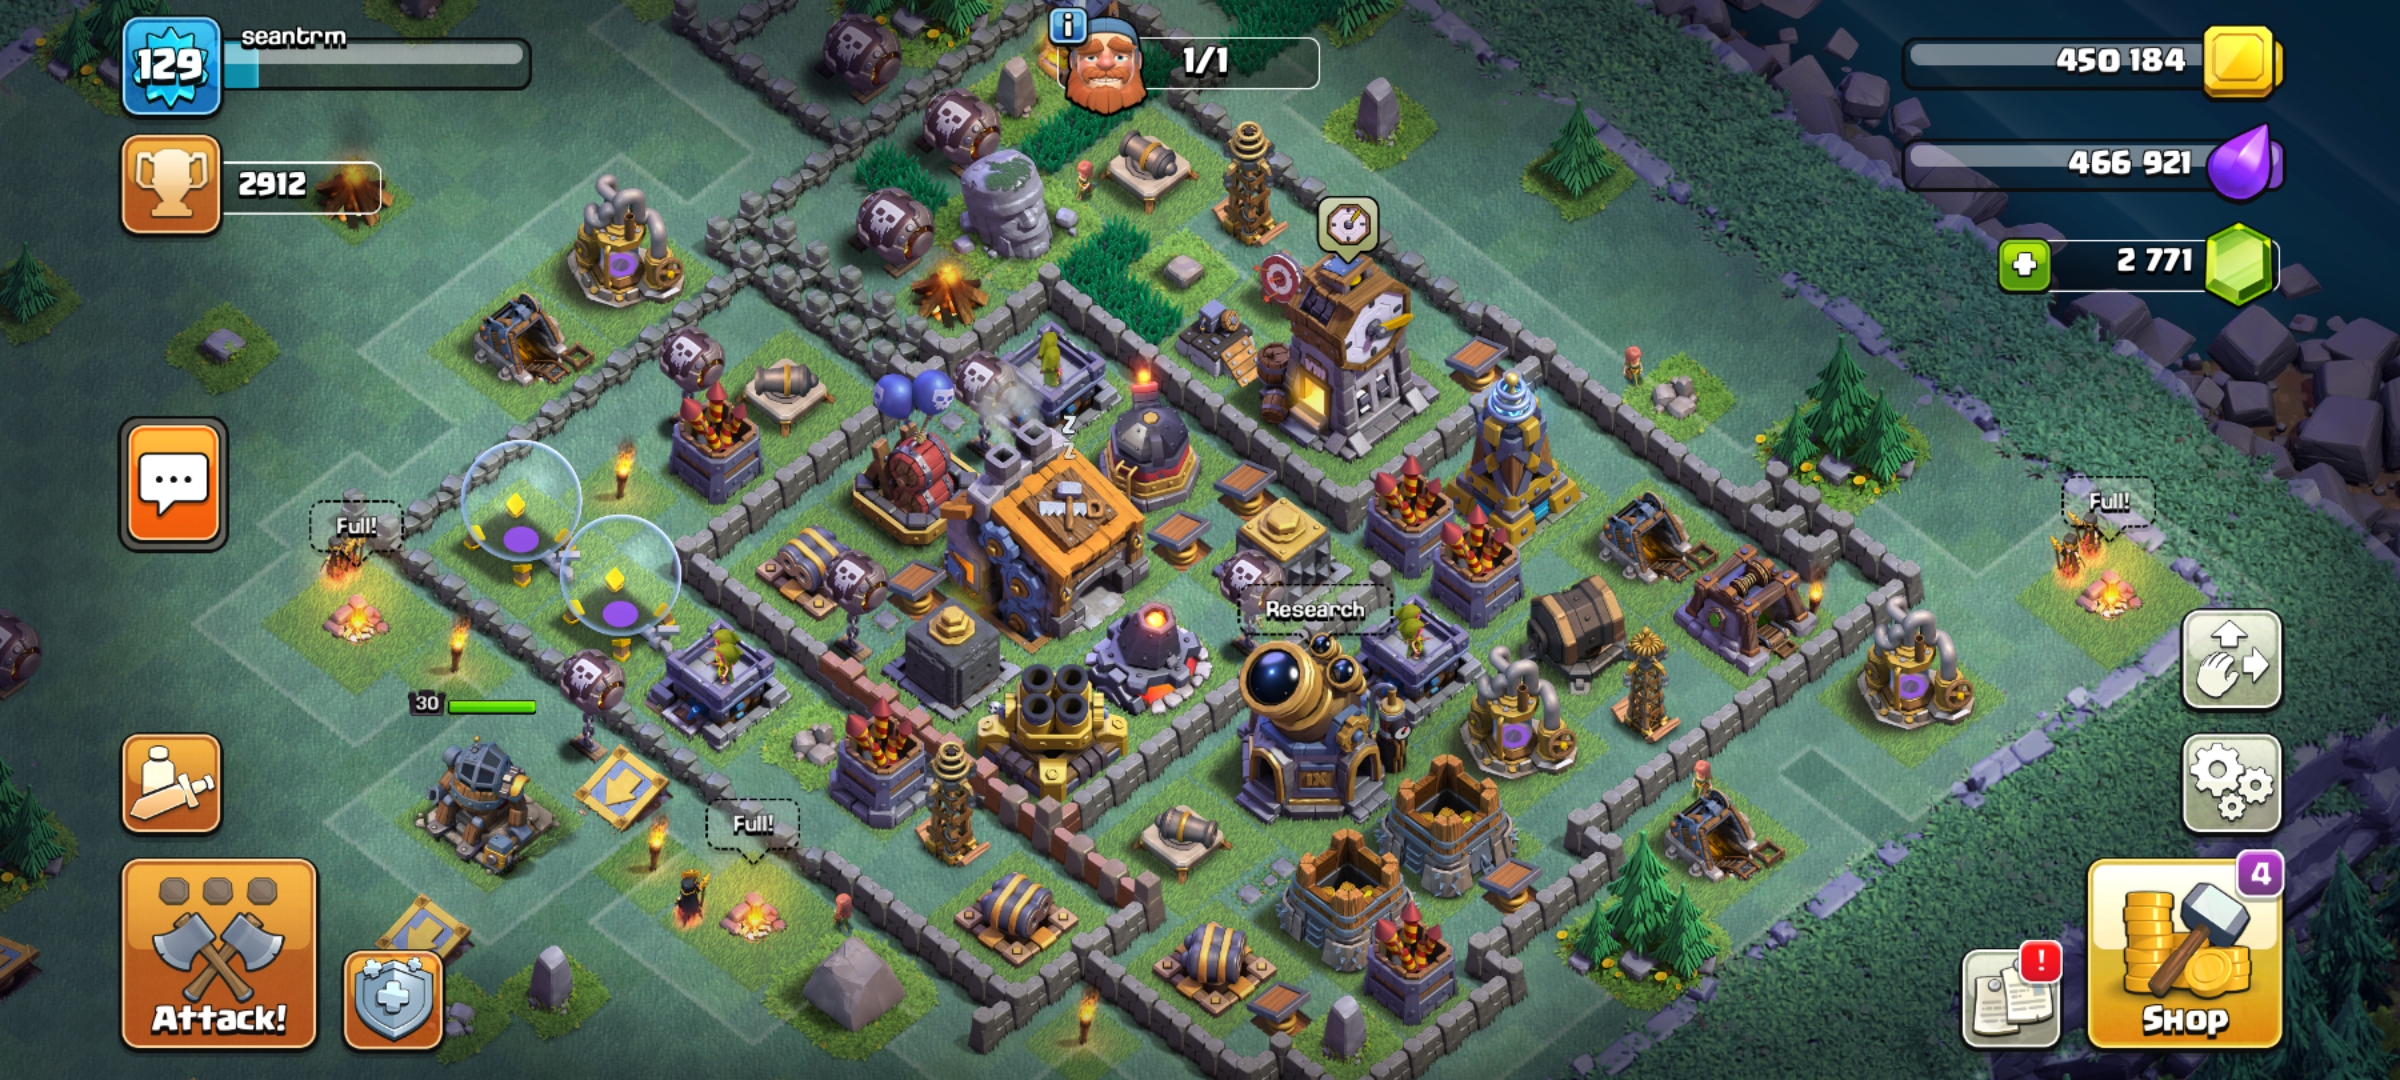 129
seantrm
i
1/1
450 184
2912
466 921
2 771
z
z
Full!
Full!
Research
30
IX
Full!
4
!
Attack!
Shop